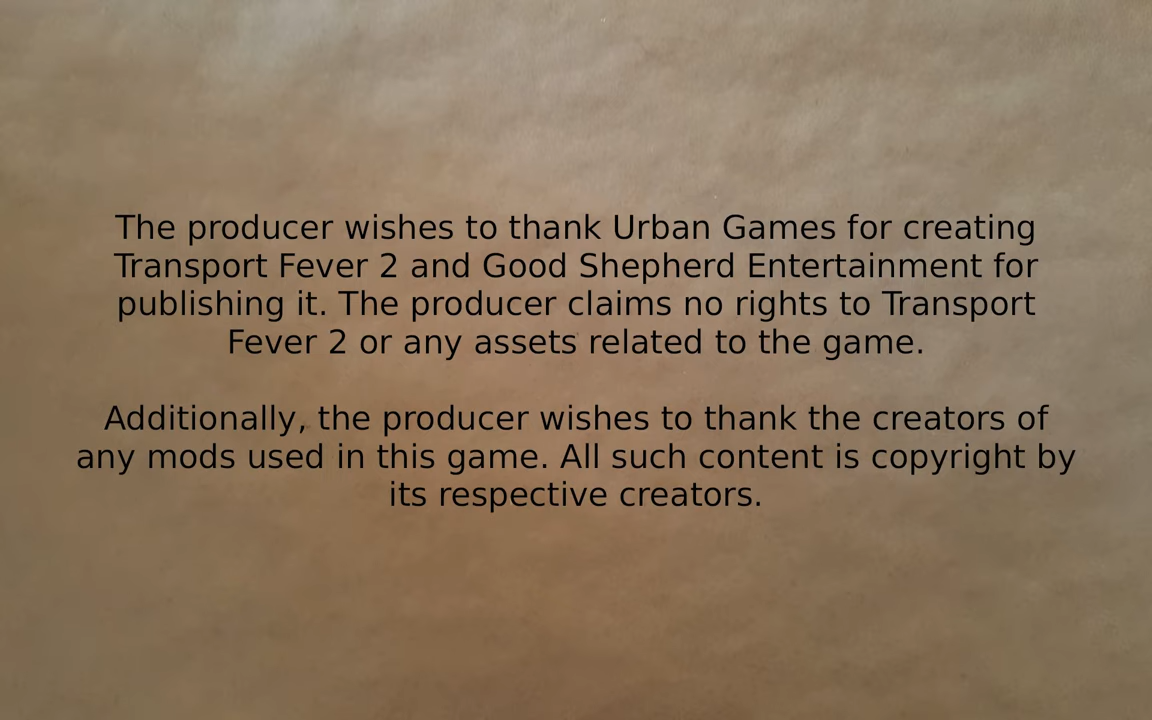 The producer wishes to thank Urban Games for creating
Transport Fever 2 and Good Shepherd Entertainment for
publishing it. The producer claims no rights to Transport
Fever 2 or any assets related to the game.
Additionally, the producer wishes to thank the creators of
any mods used in this game. All such content is copyright by
its respective creators.